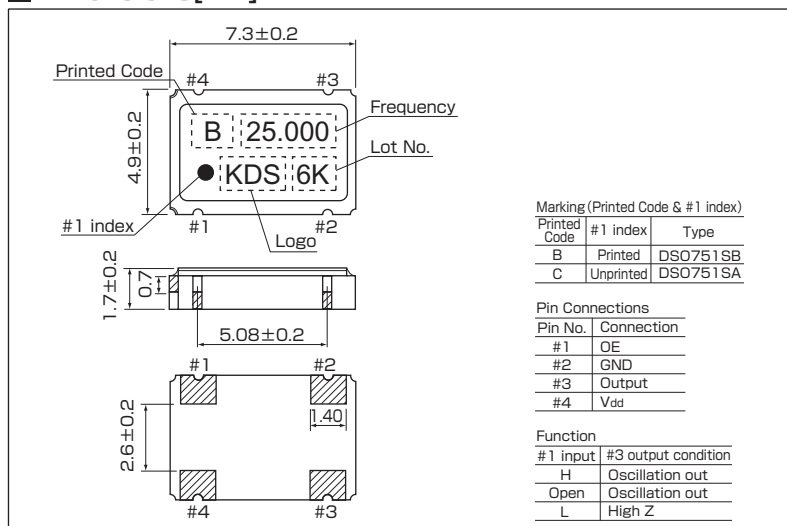 7.3±0.2
Printed Code
#4
#3
Frequency
B 25.000
Lot No.
4.9±0.2
KDS 6K
#1 index
#1
#2
Logo
1.7±0.2
0.7
5.08±0.2
#1
#2
1.40
2.6±0.2
#4
#3
Marking (Printed Code & #1 index)
Printed Code #1 index Type
B Printed DSO751SB
C Unprinted DSO751SA
Pin Connections
Pin No. Connection
#1 OE
#2 GND
#3 Output
#4 Vdd
Function
#1 input #3 output condition
H Oscillation out
Open Oscillation out
L High Z